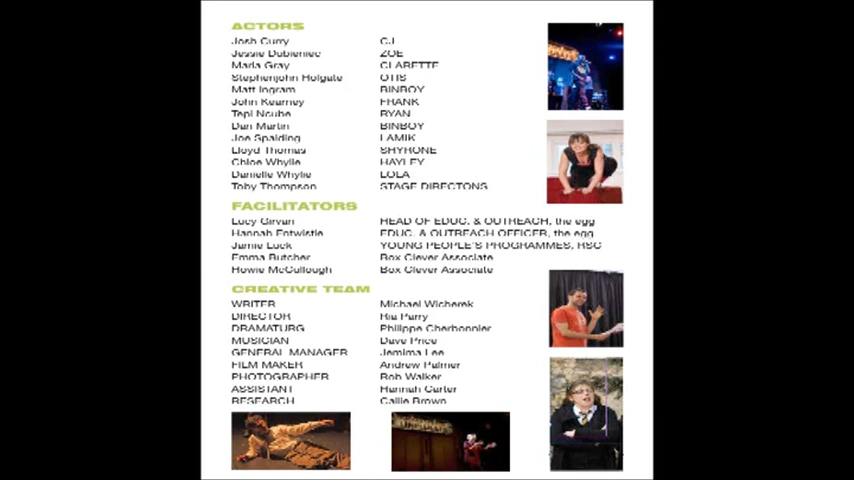 ACTORS
Josh Curry CJ
Jessie Dubieniec ZOE
Maria Gray CLARETTE
Stephenjohn Holgate OTIS
Matt Ingram BINBOY
John Kearney FRANK
Tepi Ncube RYAN
Dan Martin BINBOY
Joe Spalding LAMIK
Lloyd Thomas SHYRONE
Chloe Whylie HAYLEY
Danielle Whylie LOLA
Toby Thompson STAGE DIRECTONS
FACILITATORS
Lucy Girvan HEAD OF EDUC. & OUTREACH, the egg
Hannah Entwistle EDUC. & OUTREACH OFFICER, the egg
Jamie Luck YOUNG PEOPLE'S PROGRAMMES, RSC
Emma Butcher Box Clever Associate
Howie McCullough Box Clever Associate
CREATIVE TEAM
WRITER Michael Wicherek
DIRECTOR Ria Parry
DRAMATURG Philippe Cherbonnier
MUSICIAN Dave Price
GENERAL MANAGER Jemima Lee
FILM MAKER Andrew Palmer
PHOTOGRAPHER Rob Walker
ASSISTANT Hannah Carter
RESEARCH Callie Brown